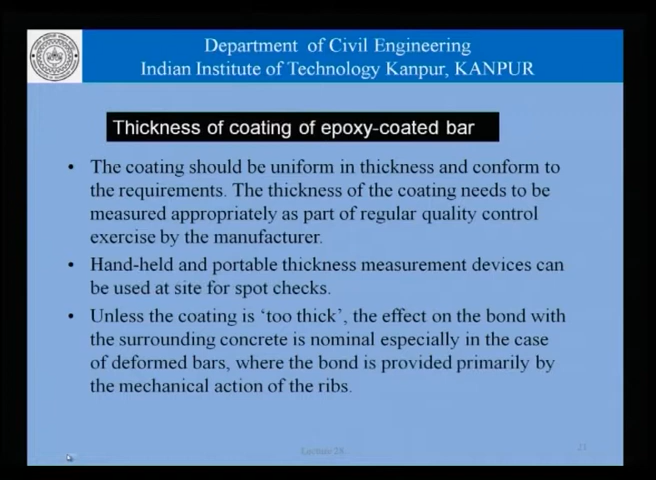 Department of Civil Engineering
Indian Institute of Technology Kanpur, KANPUR
Thickness of coating of epoxy-coated bar
• The coating should be uniform in thickness and conform to
the requirements. The thickness of the coating needs to be
measured appropriately as part of regular quality control
exercise by the manufacturer.
• Hand-held and portable thickness measurement devices can
be used at site for spot checks.
• Unless the coating is ‘too thick’, the effect on the bond with
the surrounding concrete is nominal especially in the case
of deformed bars, where the bond is provided primarily by
the mechanical action of the ribs.
Lecture 28